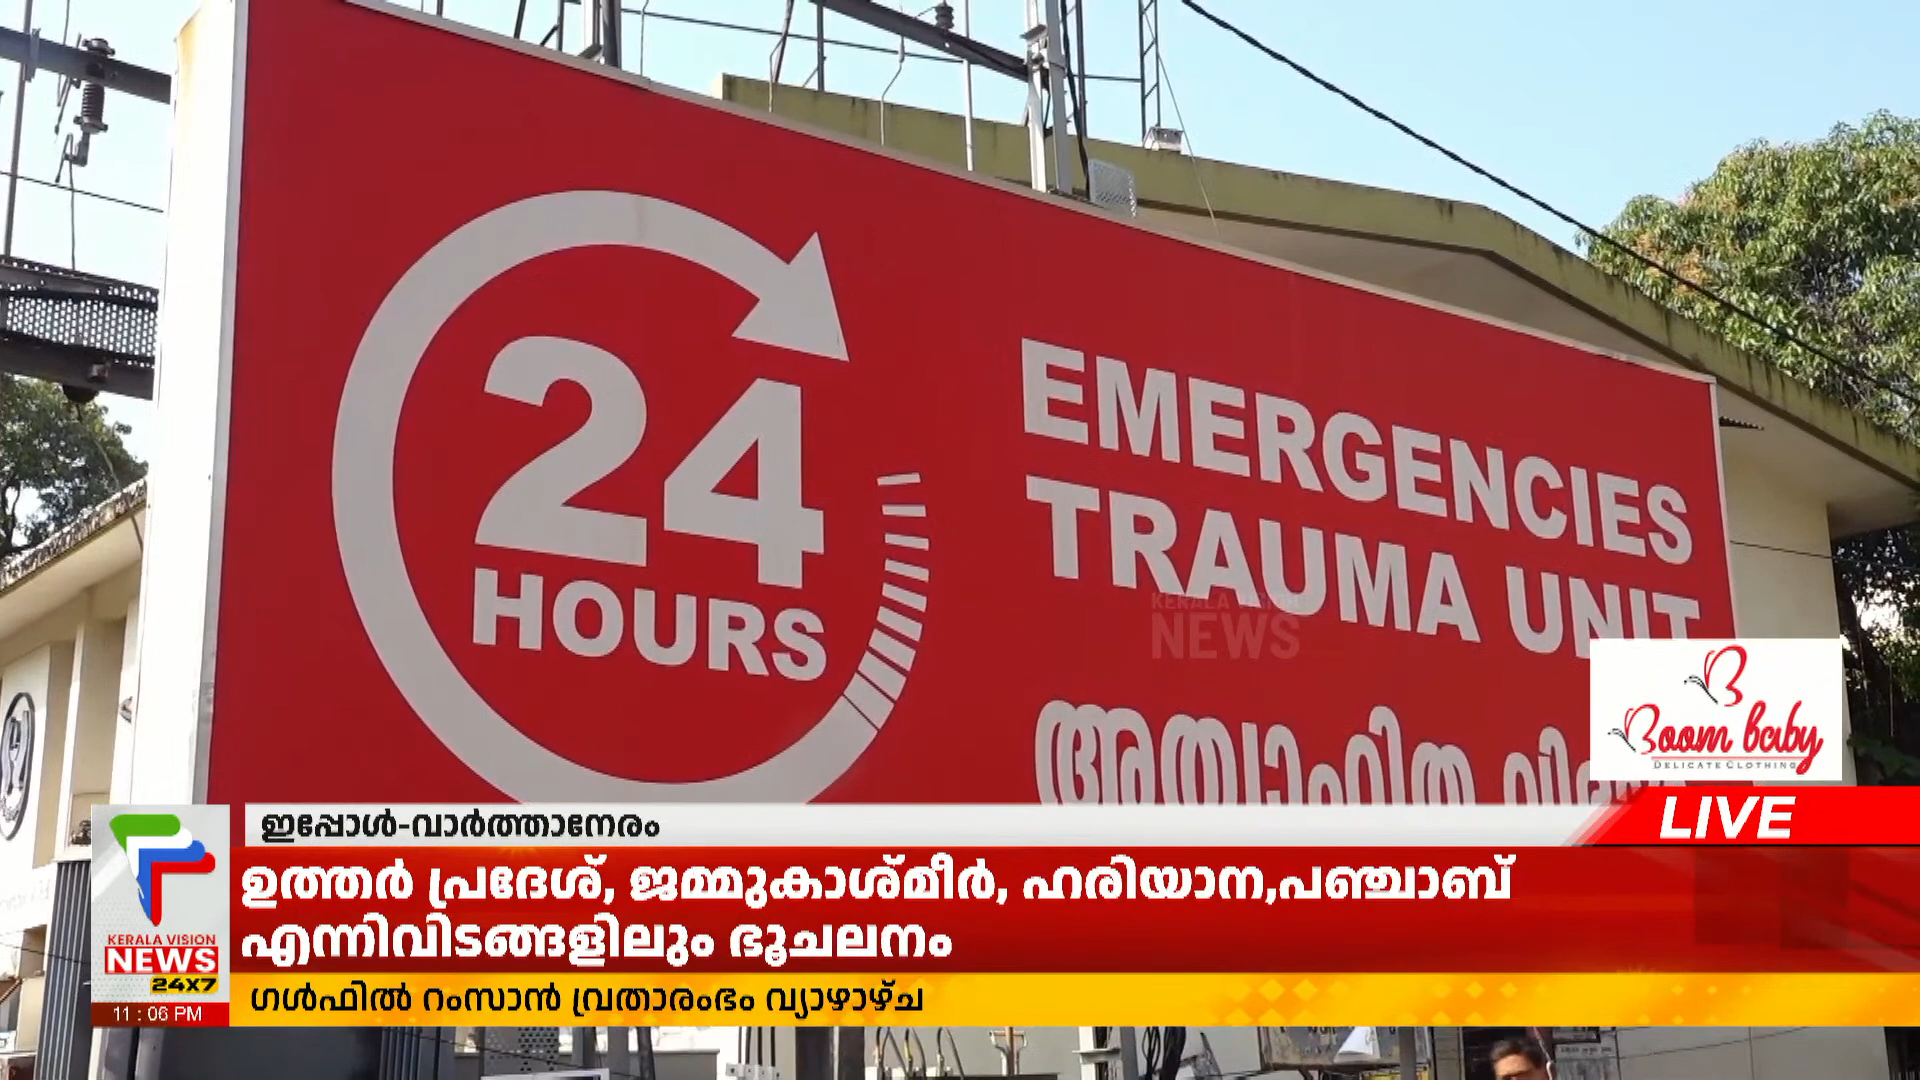 24
HOURS
EMERGENCIES
TRAUMA UNIT
KERALA VISION
NEWS
അത്യാഹിത
Boom baby
DELICATE CLOTHING
LIVE
ഇപ്പോൾ-വാർത്താനേരം
ഉത്തർ പ്രദേശ്, ജമ്മുകാശ്മീർ, ഹരിയാന,പഞ്ചാബ്
എന്നിവിടങ്ങളിലും ഭൂചലനം
KERALA VISION
NEWS
24X7
11 : 06 PM
ഗൾഫിൽ റംസാൻ വ്രതാരംഭം വ്യാഴാഴ്ച